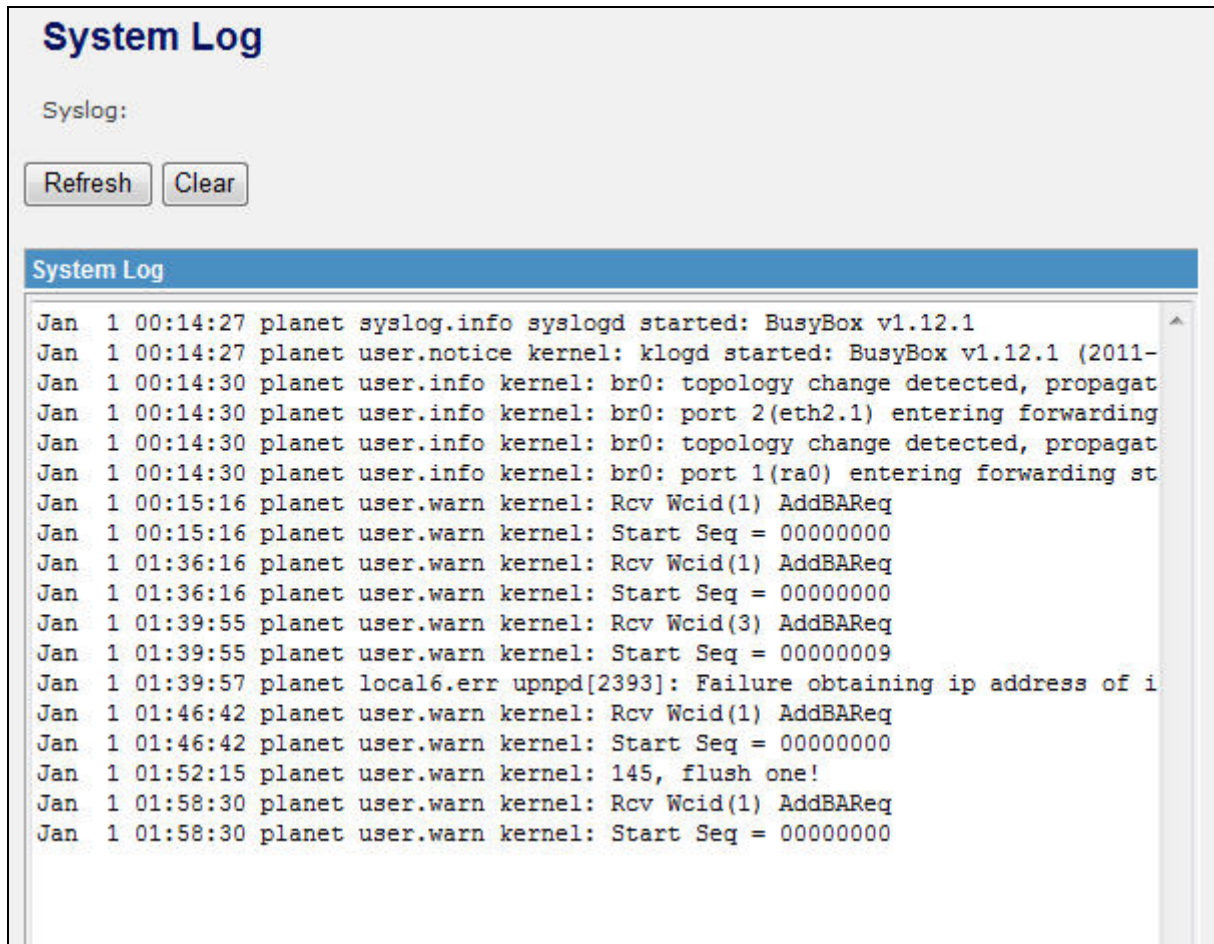 System Log
Syslog:
Refresh Clear
System Log
Jan  1 00:14:27 planet syslog.info syslogd started: BusyBox v1.12.1
Jan  1 00:14:27 planet user.notice kernel: klogd started: BusyBox v1.12.1 (2011-
Jan  1 00:14:30 planet user.info kernel: br0: topology change detected, propagat
Jan  1 00:14:30 planet user.info kernel: br0: port 2(eth2.1) entering forwarding
Jan  1 00:14:30 planet user.info kernel: br0: topology change detected, propagat
Jan  1 00:14:30 planet user.info kernel: br0: port 1(ra0) entering forwarding st
Jan  1 00:15:16 planet user.warn kernel: Rcv Wcid(1) AddBAReq
Jan  1 00:15:16 planet user.warn kernel: Start Seq = 00000000
Jan  1 01:36:16 planet user.warn kernel: Rcv Wcid(1) AddBAReq
Jan  1 01:36:16 planet user.warn kernel: Start Seq = 00000000
Jan  1 01:39:55 planet user.warn kernel: Rcv Wcid(3) AddBAReq
Jan  1 01:39:55 planet user.warn kernel: Start Seq = 00000009
Jan  1 01:39:57 planet local6.err upnpd[2393]: Failure obtaining ip address of i
Jan  1 01:46:42 planet user.warn kernel: Rcv Wcid(1) AddBAReq
Jan  1 01:46:42 planet user.warn kernel: Start Seq = 00000000
Jan  1 01:52:15 planet user.warn kernel: 145, flush one!
Jan  1 01:58:30 planet user.warn kernel: Rcv Wcid(1) AddBAReq
Jan  1 01:58:30 planet user.warn kernel: Start Seq = 00000000